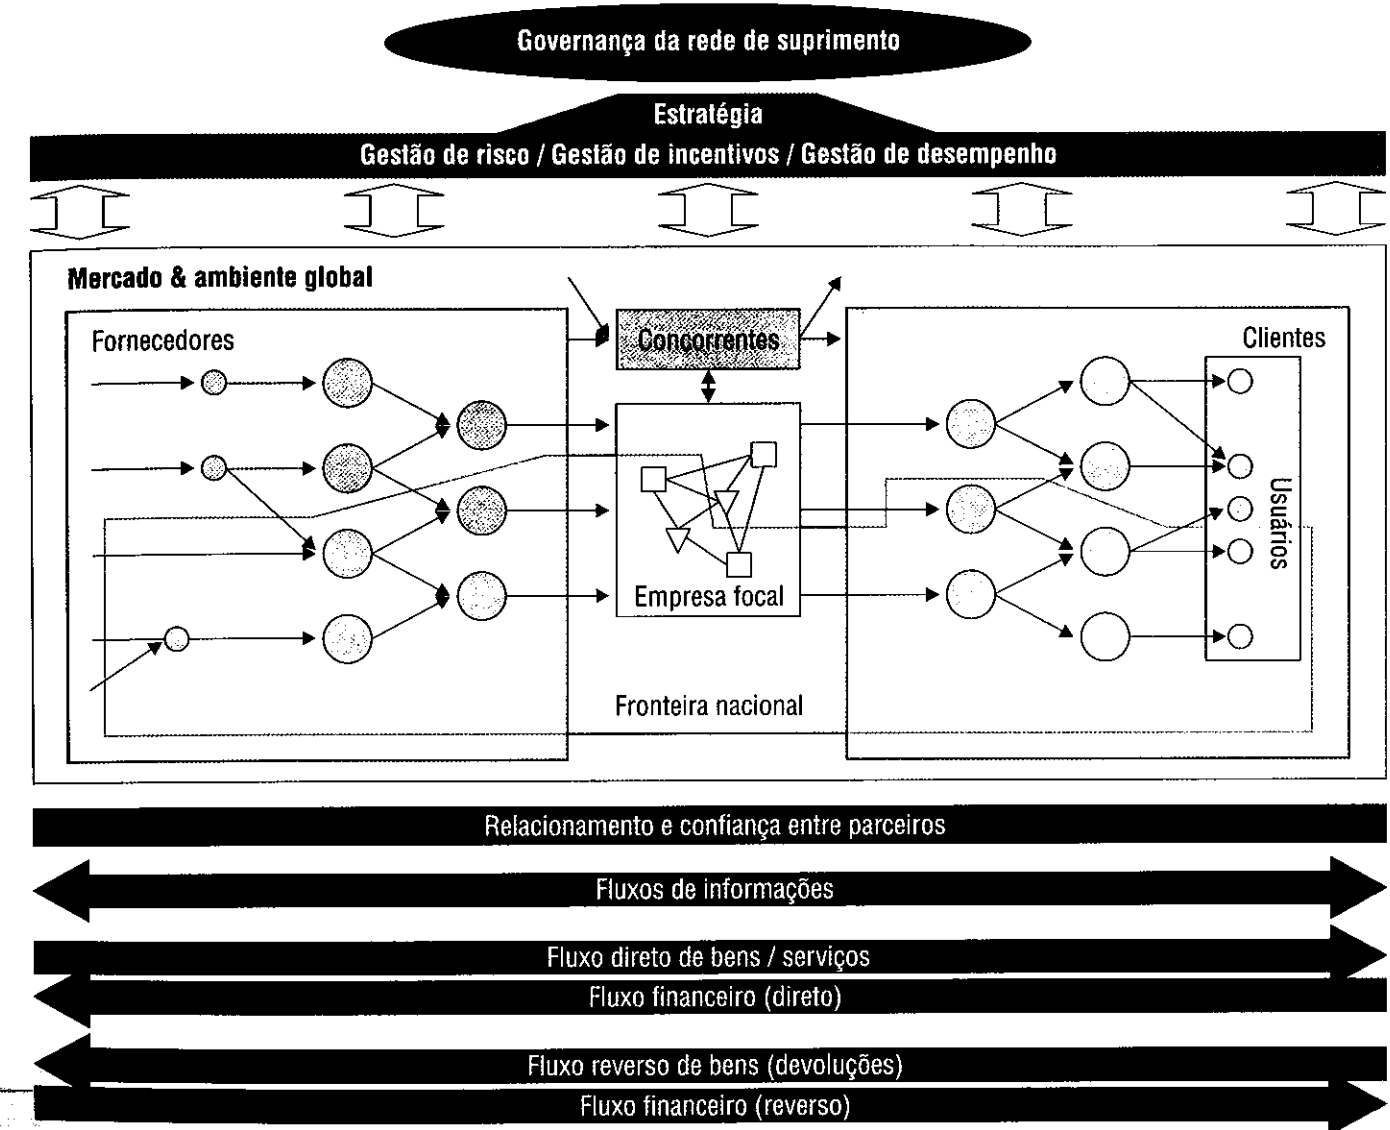 Governança da rede de suprimento
Estratégia
Gestão de risco / Gestão de incentivos / Gestão de desempenho
Mercado & ambiente global
Fornecedores
Concorrentes
Clientes
Usuários
Empresa focal
Fronteira nacional
Relacionamento e confiança entre parceiros
Fluxos de informações
Fluxo direto de bens / serviços
Fluxo financeiro (direto)
Fluxo reverso de bens (devoluções)
Fluxo financeiro (reverso)